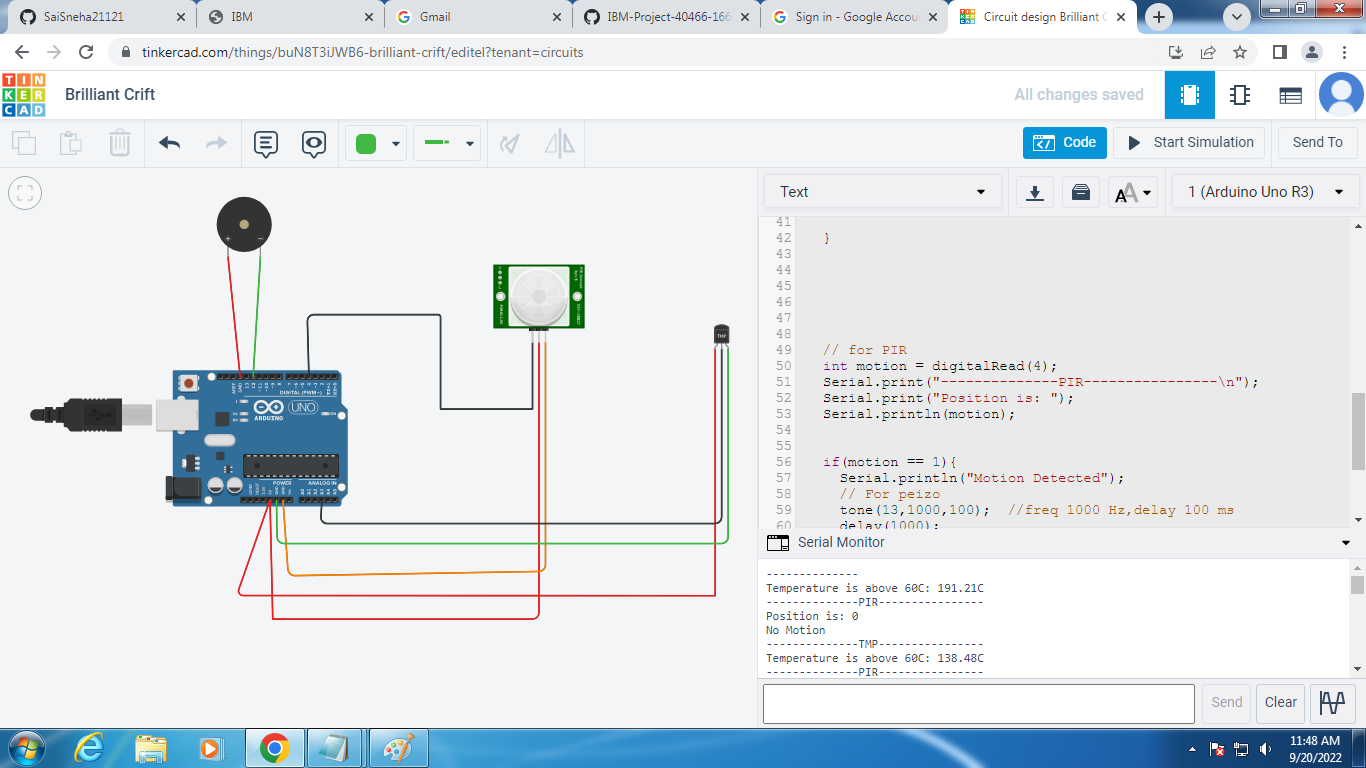 SaiSneha21121
IBM
Gmail
IBM-Project-40466-166
Sign in - Google Accou
Circuit design Brilliant C
tinkercad.com/things/buN8T3iJWB6-brilliant-crift/editel?tenant=circuits
TIN
KER
CAD
Brilliant Crift
All changes saved
Code
Start Simulation
Send To
Text
1 (Arduino Uno R3)
41
42 }
43
44
45
46
47
48
49 // for PIR
50 int motion = digitalRead(4);
51 Serial.print("--------------PIR----------------\n");
52 Serial.print("Position is: ");
53 Serial.println(motion);
54
55
56 if(motion == 1){
57 Serial.println("Motion Detected");
58 // For peizo
59 tone(13,1000,100); //freq 1000 Hz,delay 100 ms
60 delay(1000);
TMP
DIGITAL (PWM~)
UNO
ARDUINO
POWER
ANALOG IN
Serial Monitor
--------------
Temperature is above 60C: 191.21C
--------------PIR----------------
Position is: 0
No Motion
--------------TMP----------------
Temperature is above 60C: 138.48C
--------------PIR----------------
Send
Clear
11:48 AM
9/20/2022